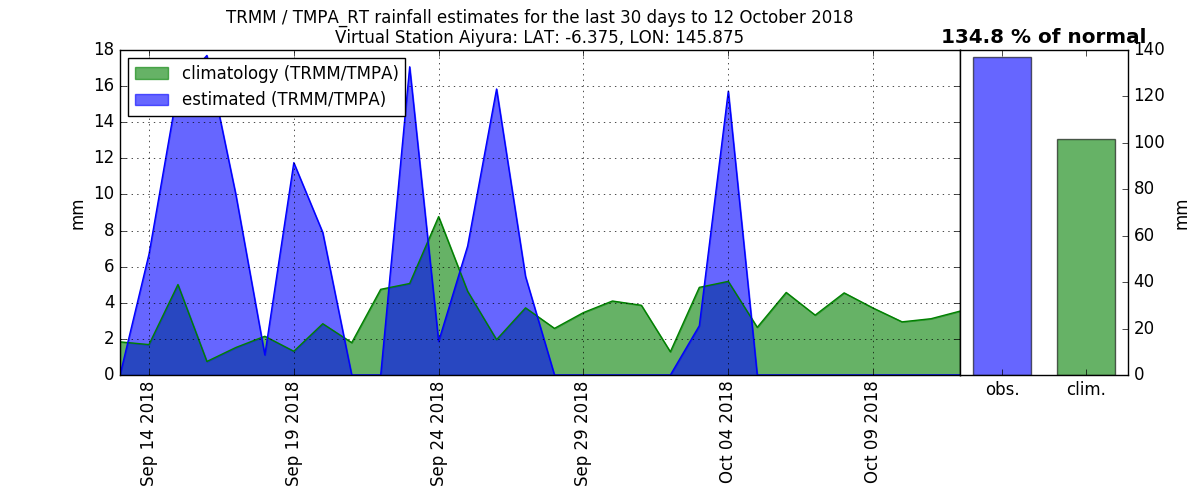 TRMM / TMPA_RT rainfall estimates for the last 30 days to 12 October 2018
Virtual Station Aiyura: LAT: -6.375, LON: 145.875
134.8 % of normal
climatology (TRMM/TMPA)
estimated (TRMM/TMPA)
18
16
14
12
10
8
6
4
2
0
mm
Sep 14 2018
Sep 19 2018
Sep 24 2018
Sep 29 2018
Oct 04 2018
Oct 09 2018
obs.
clim.
140
120
100
80
60
40
20
0
mm